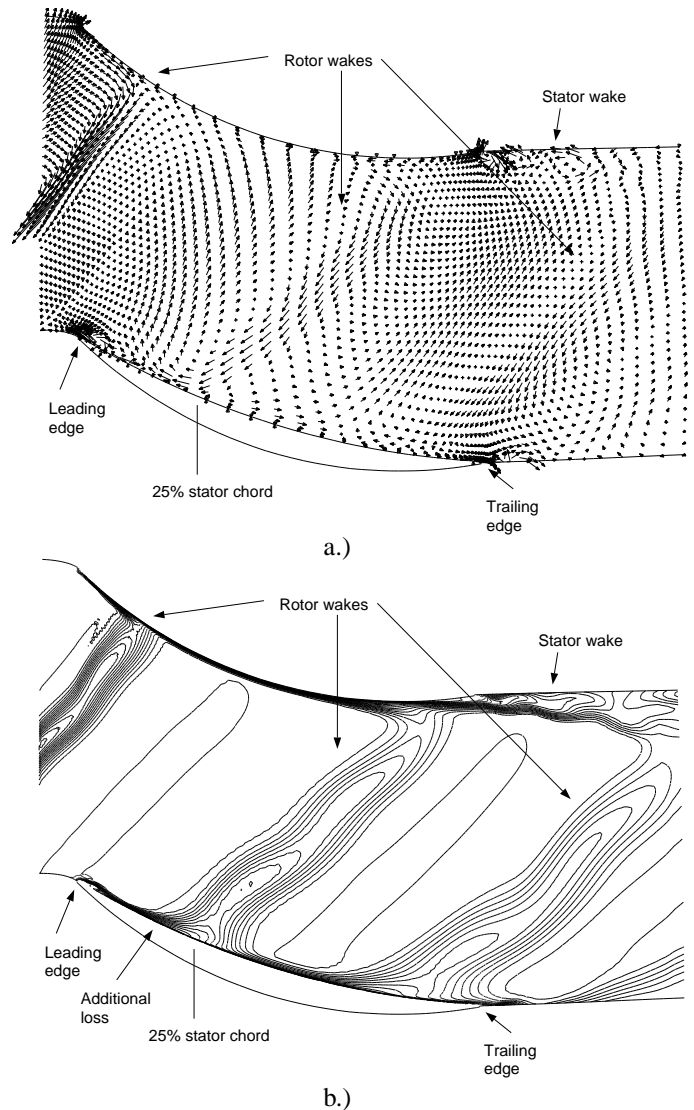 Rotor wakes
Stator wake
Leading
edge
25% stator chord
Trailing
edge
a.)
Rotor wakes
Stator wake
Leading
edge
Additional
loss
25% stator chord
Trailing
edge
b.)